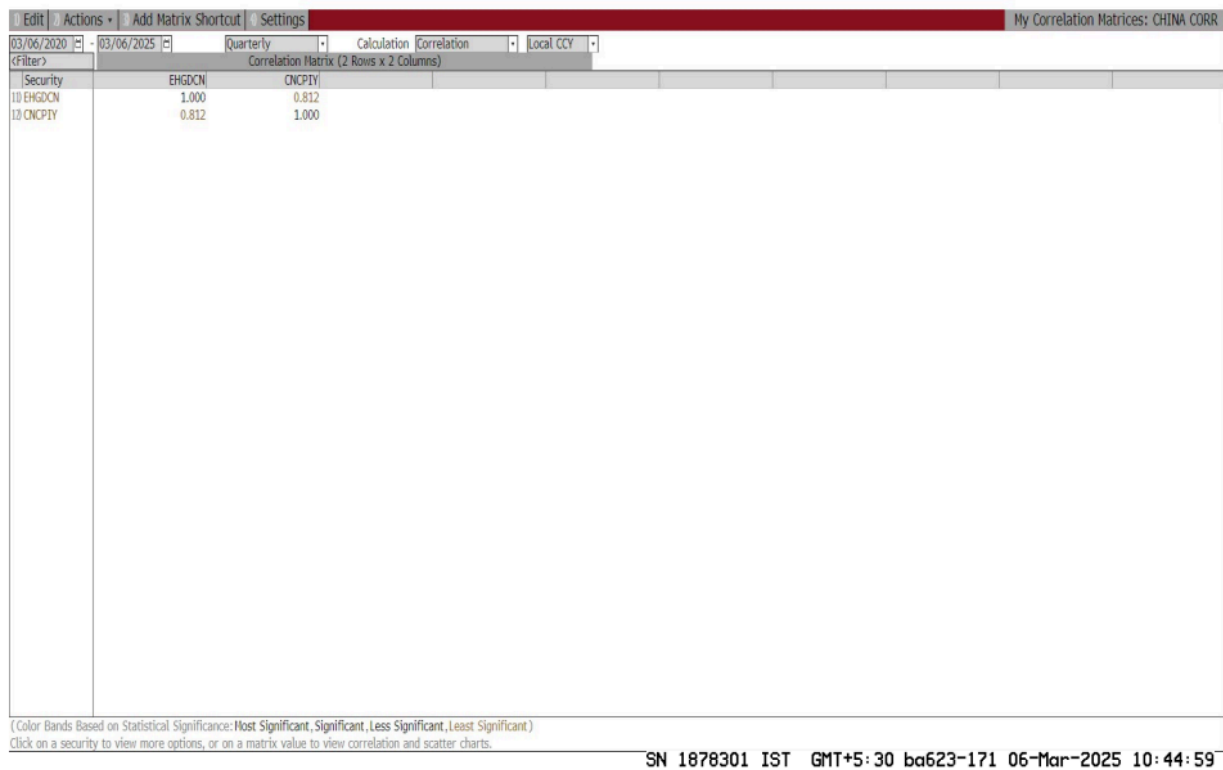 1) Edit 2) Actions 3) Add Matrix Shortcut 4) Settings My Correlation Matrices: CHINA CORR
03/06/2020 - 03/06/2025 Quarterly Calculation Correlation Local CCY
<Filter> Correlation Matrix (2 Rows x 2 Columns)
Security EHGDCN CNCPIY
11) EHGDCN 1.000 0.812
12) CNCPIY 0.812 1.000
(Color Bands Based on Statistical Significance: Most Significant, Significant, Less Significant, Least Significant)
Click on a security to view more options, or on a matrix value to view correlation and scatter charts.
SN 1878301 IST GMT+5:30 ba623-171 06-Mar-2025 10:44:59